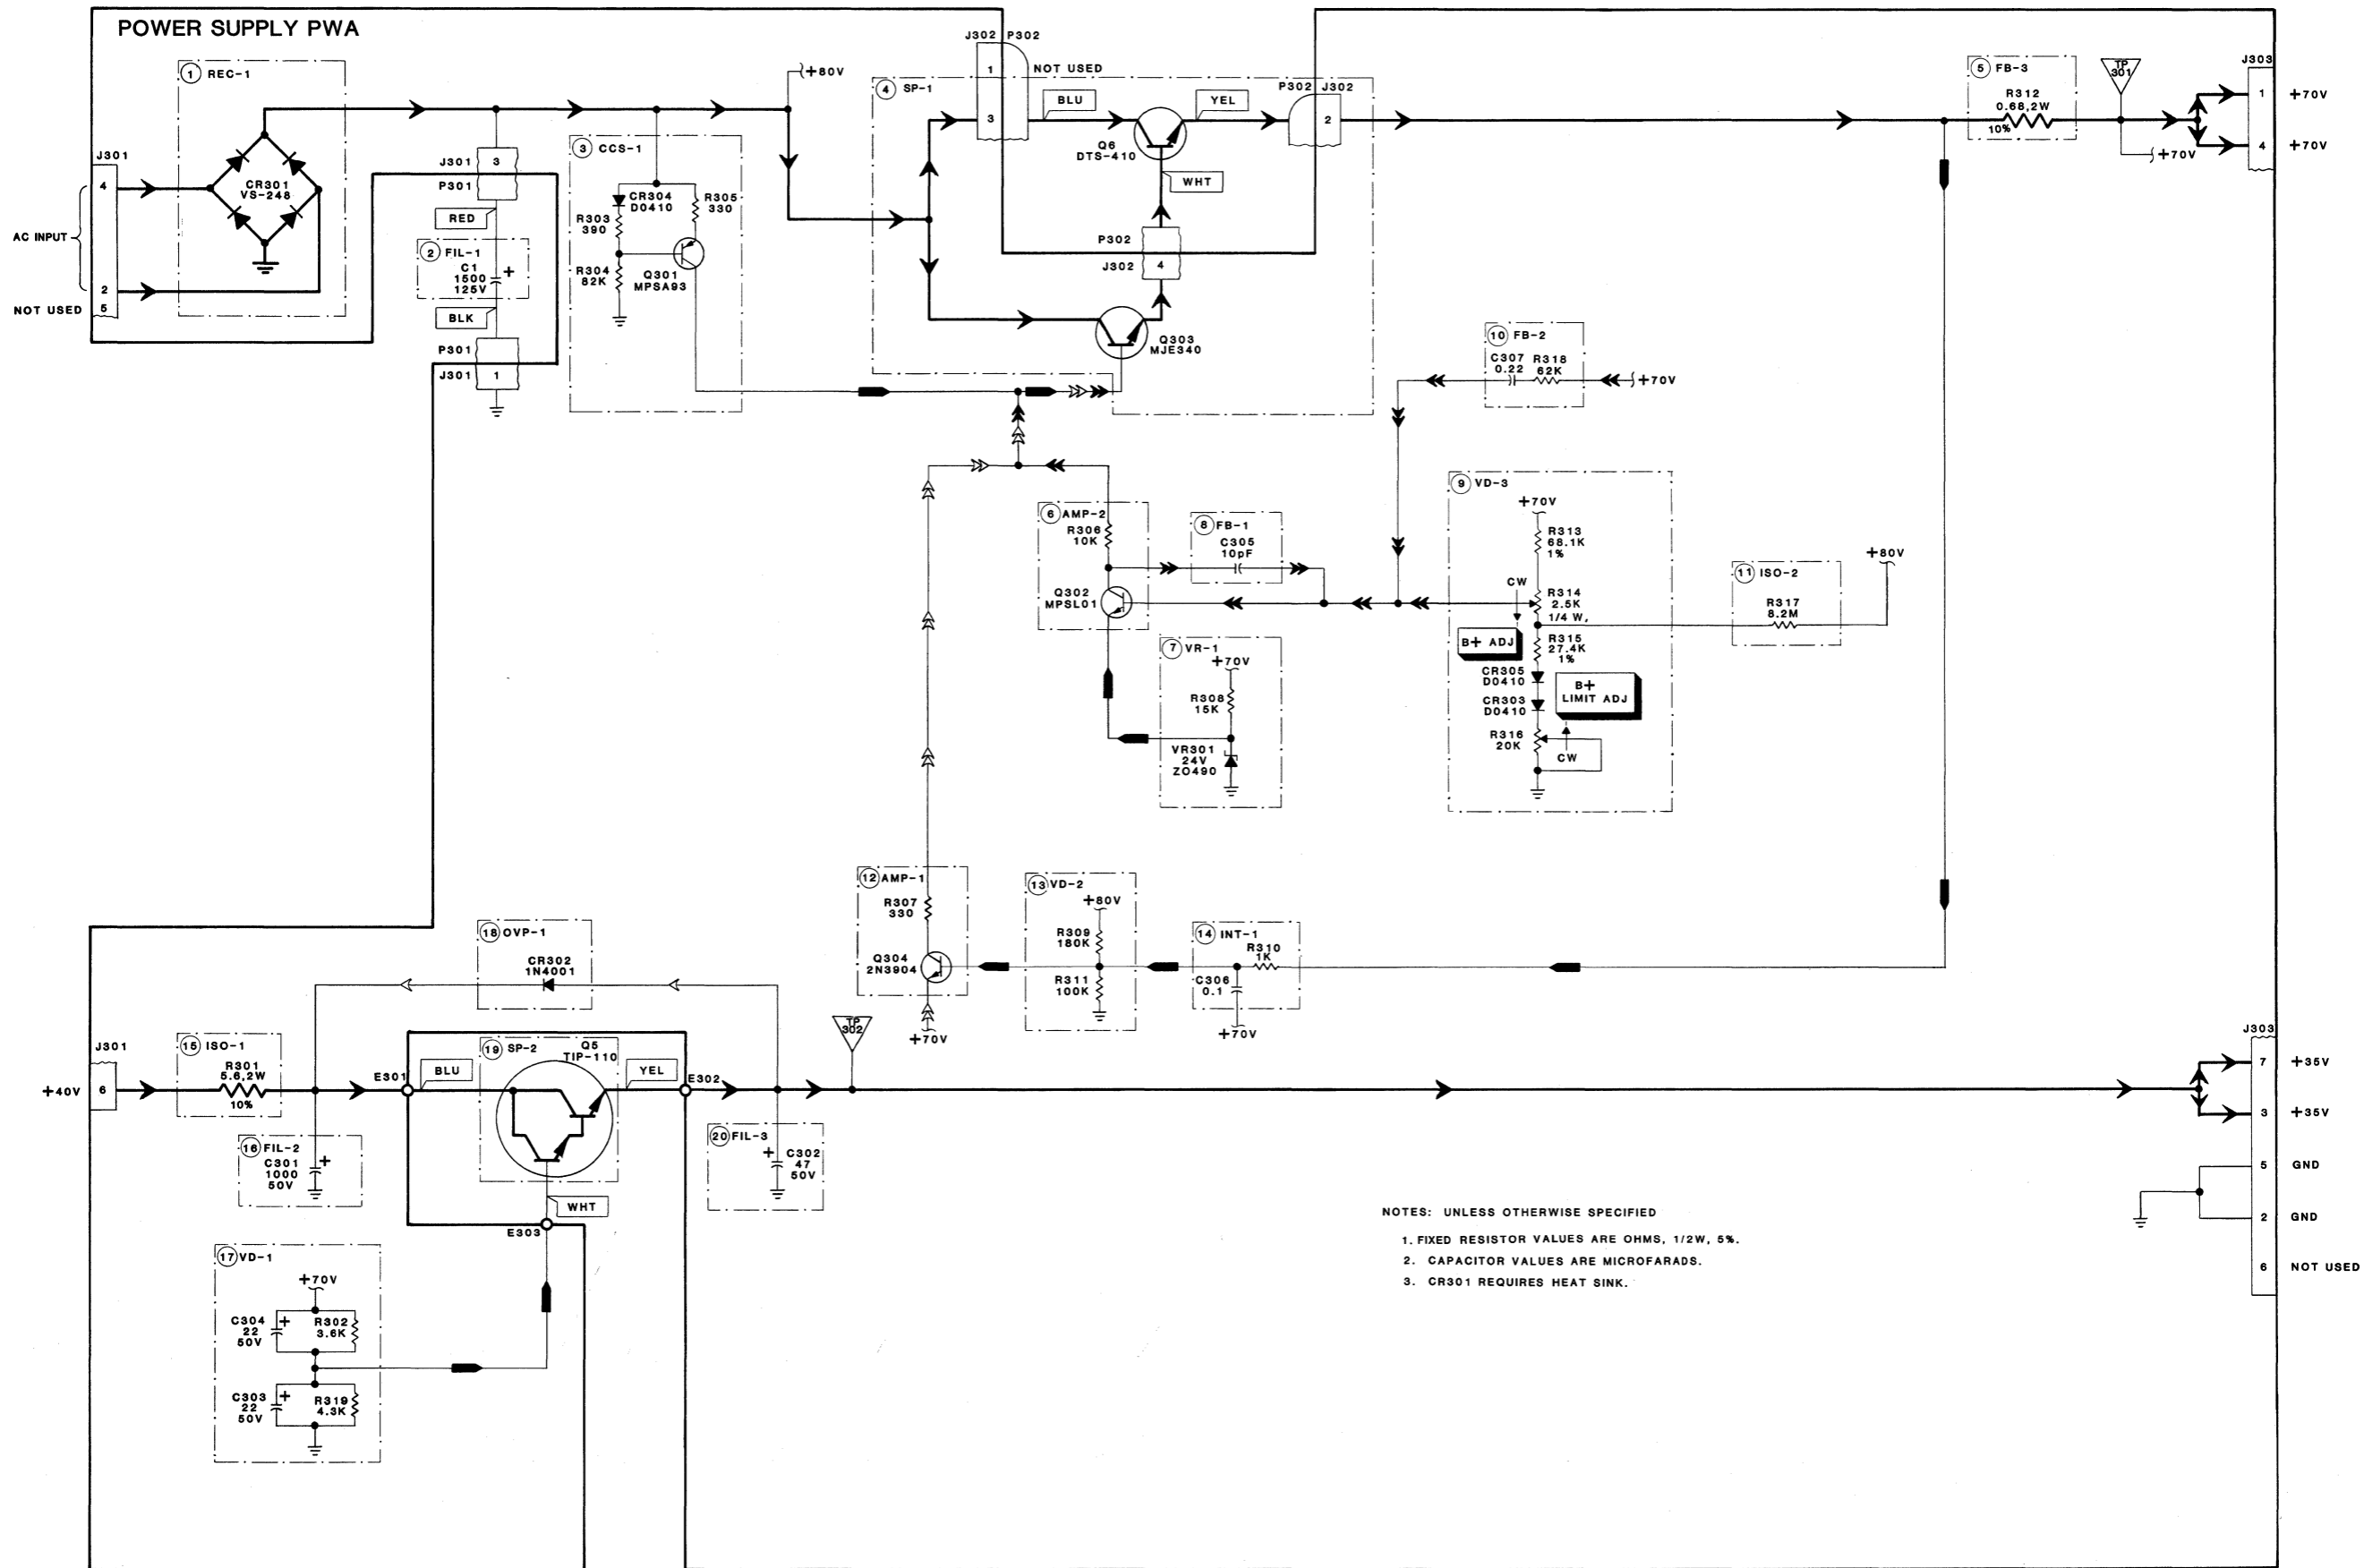 POWER SUPPLY PWA
1 REC-1
CR301
VS-248
J301
4
2
5
AC INPUT
NOT USED
J301
3
P301
RED
2 FIL-1
C1
1500
125V
+
BLK
P301
J301
1
3 CCS-1
CR304
D0410
R305
330
R303
390
R304
82K
Q301
MPSA93
+80V
4 SP-1
J302 P302
1
NOT USED
3
BLU
YEL
P302 J302
2
Q6
DTS-410
WHT
P302
J302
4
Q303
MJE340
5 FB-3
R312
0.68,2W
10%
TP
301
+70V
J303
1 +70V
4 +70V
10 FB-2
C307
0.22
R318
62K
+70V
6 AMP-2
R306
10K
Q302
MPSL01
8 FB-1
C305
10pF
7 VR-1
+70V
R308
15K
VR301
24V
ZO490
9 VD-3
+70V
R313
68.1K
1%
CW
R314
2.5K
1/4 W,
B+ ADJ
R315
27.4K
1%
CR305
D0410
CR303
D0410
B+
LIMIT ADJ
R316
20K
CW
11 ISO-2
R317
8.2M
+80V
12 AMP-1
R307
330
Q304
2N3904
+70V
13 VD-2
+80V
R309
180K
R311
100K
14 INT-1
R310
1K
C306
0.1
+70V
18 OVP-1
CR302
1N4001
J301
+40V
6
15 ISO-1
R301
5.6,2W
10%
16 FIL-2
C301
1000
50V
+
E301
BLU
19 SP-2
Q5
TIP-110
YEL
E302
WHT
E303
TP
302
20 FIL-3
+
C302
47
50V
17 VD-1
+70V
C304
22
50V
+
R302
3.6K
C303
22
50V
+
R319
4.3K
J303
7 +35V
3 +35V
5 GND
2 GND
6 NOT USED
NOTES: UNLESS OTHERWISE SPECIFIED
1. FIXED RESISTOR VALUES ARE OHMS, 1/2W, 5%.
2. CAPACITOR VALUES ARE MICROFARADS.
3. CR301 REQUIRES HEAT SINK.